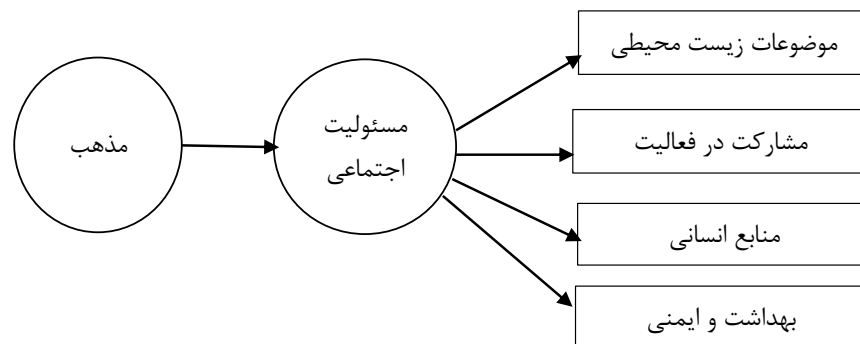 موضوعات زیست محیطی
مشارکت در فعالیت
مسئولیت
اجتماعی
مذهب
منابع انسانی
بهداشت و ایمنی